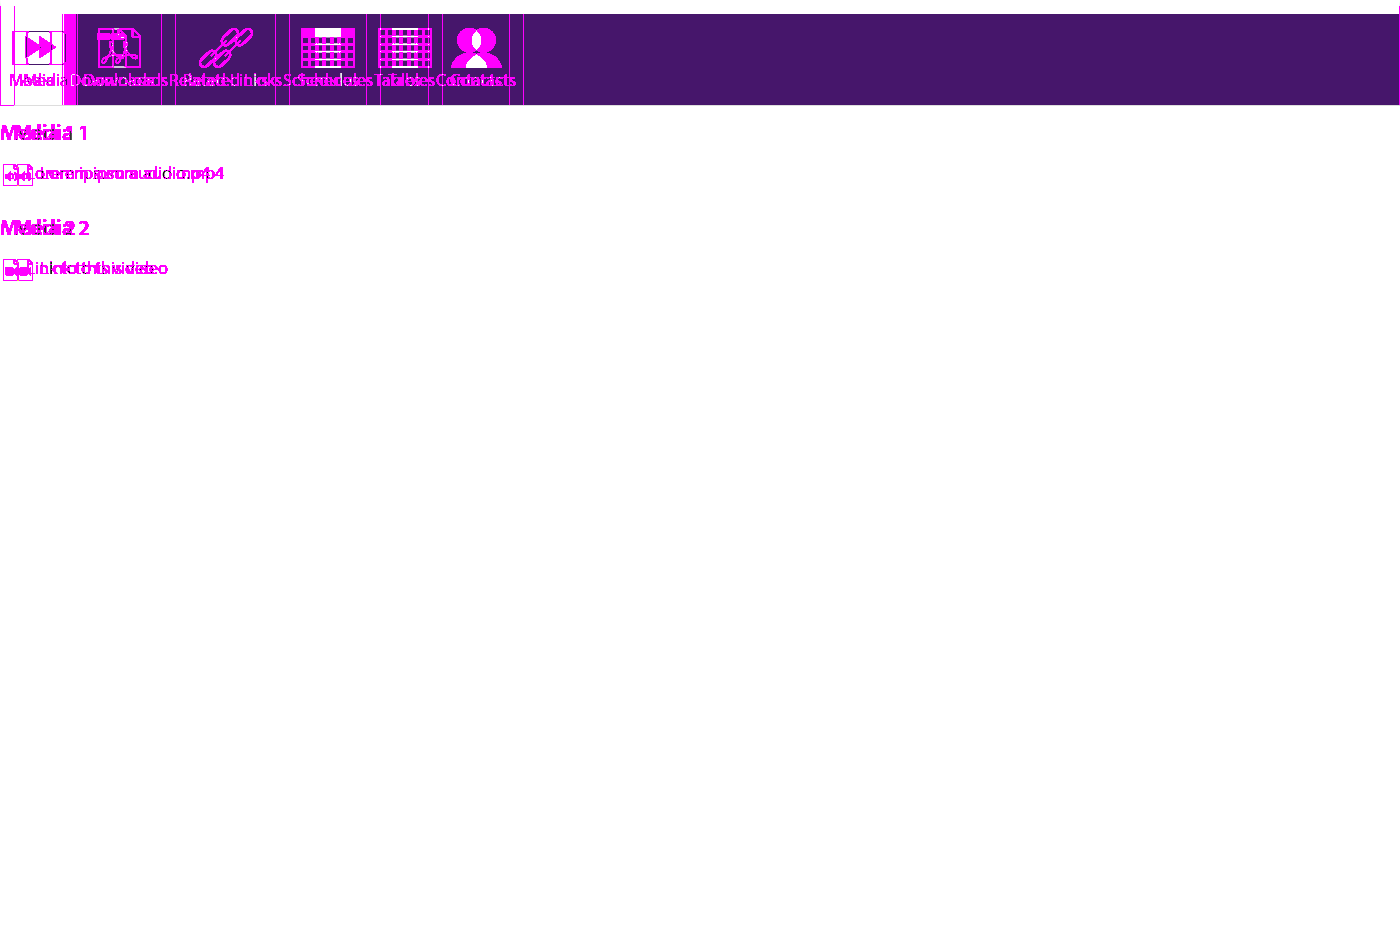 Media Downloads Related Links Schedules Tables Contacts
Media 1
Lorem ipsum audio.mp4
Media 2
Link to this video